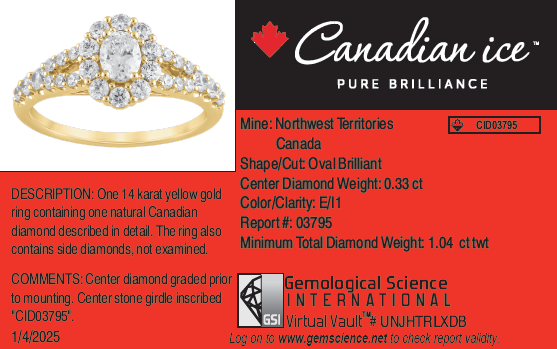 Canadian ice™
PURE BRILLIANCE
Mine: Northwest Territories
Canada
CID03795
Shape/Cut: Oval Brilliant
Center Diamond Weight: 0.33 ct
Color/Clarity: E/I1
Report #: 03795
Minimum Total Diamond Weight: 1.04 ct twt
DESCRIPTION: One 14 karat yellow gold
ring containing one natural Canadian
diamond described in detail. The ring also
contains side diamonds, not examined.
COMMENTS: Center diamond graded prior
to mounting. Center stone girdle inscribed
"CID03795".
1/4/2025
GSI
Gemological Science
INTERNATIONAL
Virtual Vault™# UNJHTRLXDB
Log on to www.gemscience.net to check report validity